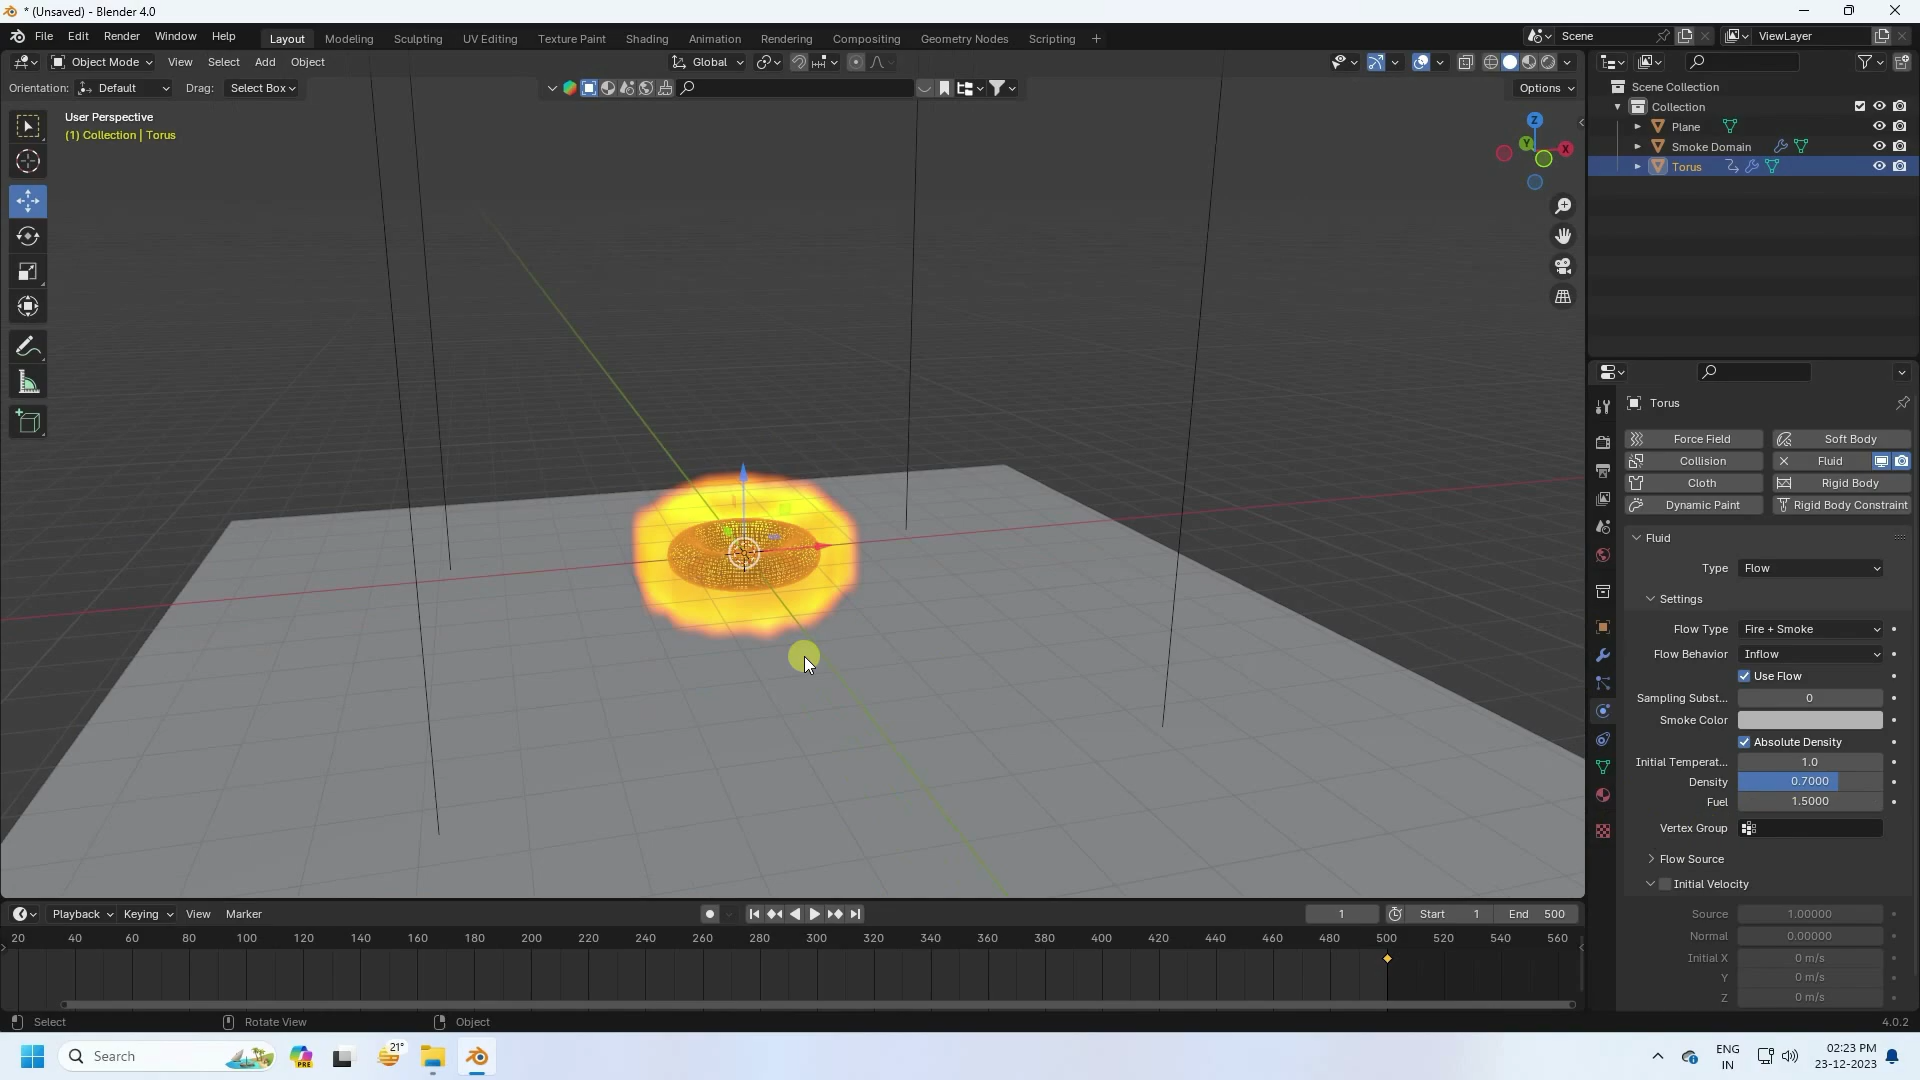 * (Unsaved) - Blender 4.0
File Edit Render Window Help Layout Modeling Sculpting UV Editing Texture Paint Shading Animation Rendering Compositing Geometry Nodes Scripting + Scene ViewLayer
Object Mode View Select Add Object Global
Orientation: Default Drag: Select Box Options
User Perspective
(1) Collection | Torus
Z
Y
X
Scene Collection
Collection
Plane
Smoke Domain
Torus
Torus
Force Field Soft Body
Collision Fluid
Cloth Rigid Body
Dynamic Paint Rigid Body Constraint
Fluid
Type Flow
Settings
Flow Type Fire + Smoke
Flow Behavior Inflow
Use Flow
Sampling Subst... 0
Smoke Color
Absolute Density
Initial Temperat... 1.0
Density 0.7000
Fuel 1.5000
Vertex Group
Flow Source
Initial Velocity
Source 1.00000
Normal 0.00000
Initial X 0 m/s
Y 0 m/s
Z 0 m/s
Playback Keying View Marker 1 Start 1 End 500
20 40 60 80 100 120 140 160 180 200 220 240 260 280 300 320 340 360 380 400 420 440 460 480 500 520 540 560
Select Rotate View Object 4.0.2
Search PRE 21° ENG IN 02:23 PM 23-12-2023